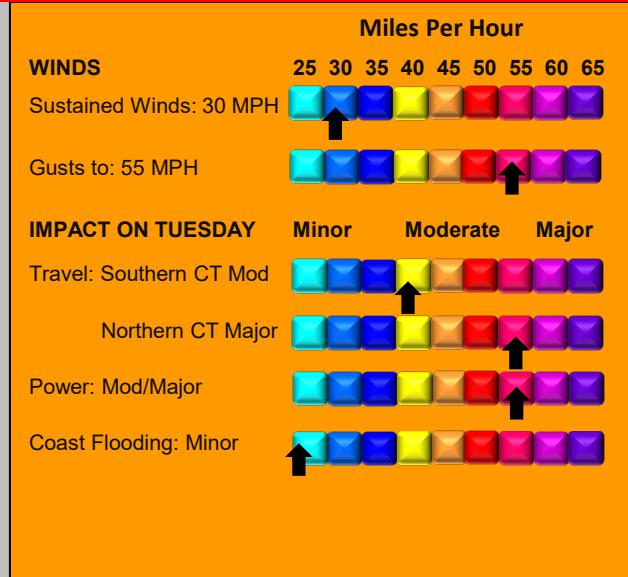 Miles Per Hour
WINDS 25 30 35 40 45 50 55 60 65
Sustained Winds: 30 MPH
Gusts to: 55 MPH
IMPACT ON TUESDAY Minor Moderate Major
Travel: Southern CT Mod
Northern CT Major
Power: Mod/Major
Coast Flooding: Minor